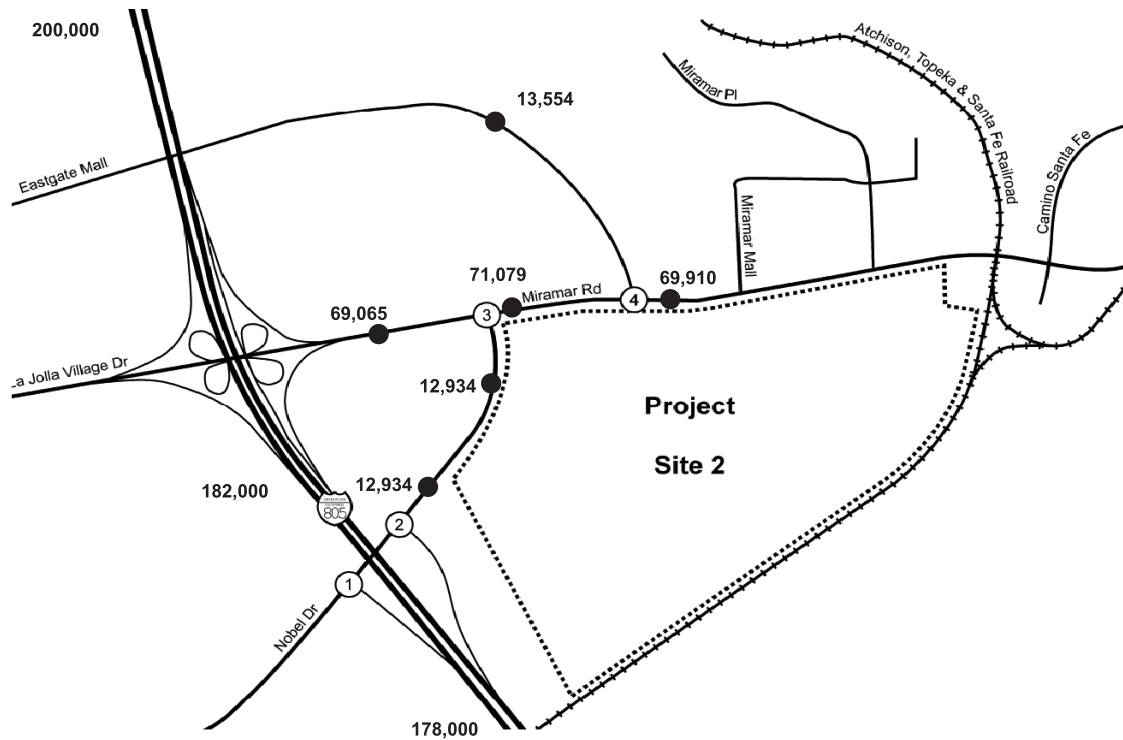 200,000
13,554
Atchison, Topeka & Santa Fe Railroad
Miramar Pl
Camino Santa Fe
Eastgate Mall
Miramar Mall
71,079
Miramar Rd
69,910
4
69,065
3
La Jolla Village Dr
12,934
Project
Site 2
12,934
182,000
805
2
1
Nobel Dr
178,000